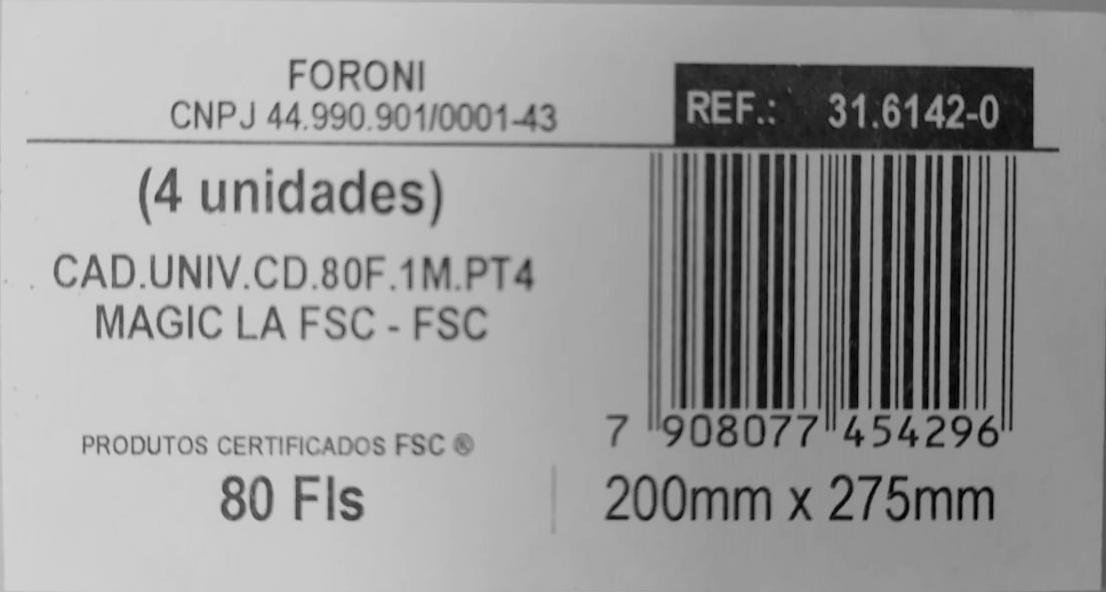 FORONI
CNPJ 44.990.901/0001-43
REF.: 31.6142-0
(4 unidades)
CAD.UNIV.CD.80F.1M.PT4
MAGIC LA FSC - FSC
7 908077 454296
PRODUTOS CERTIFICADOS FSC ®
80 Fls
200mm x 275mm